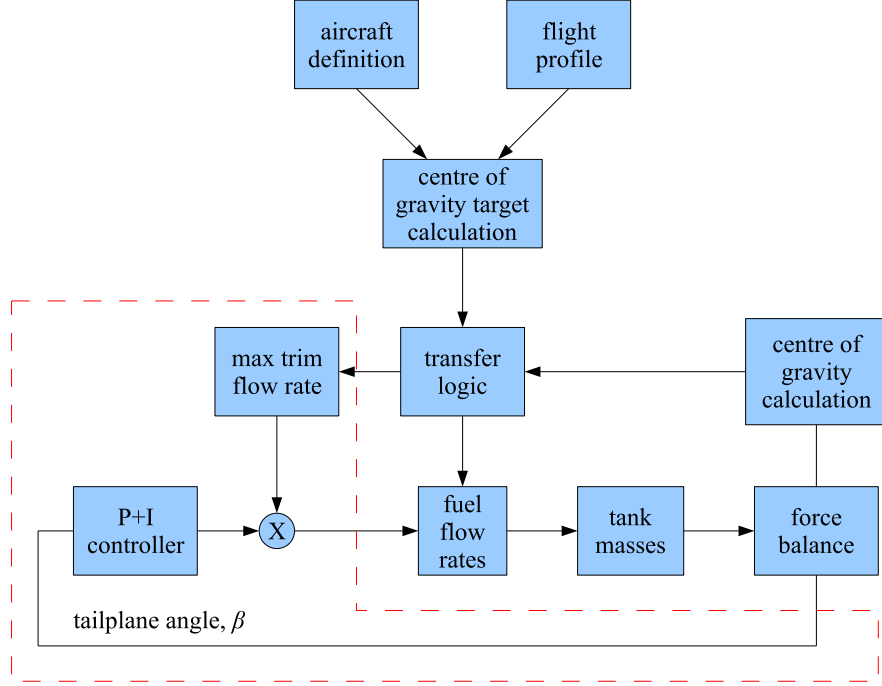 aircraft
definition
flight
profile
centre of
gravity target
calculation
max trim
flow rate
transfer
logic
centre of
gravity
calculation
P+I
controller
X
fuel
flow
rates
tank
masses
force
balance
tailplane angle, β